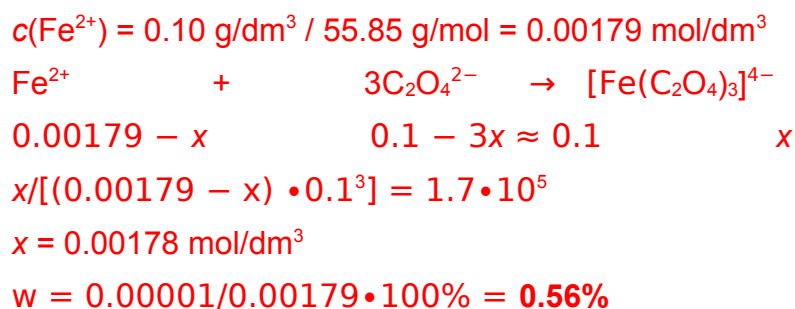 c(Fe²⁺) = 0.10 g/dm³ / 55.85 g/mol = 0.00179 mol/dm³
Fe²⁺ + 3C₂O₄²⁻ → [Fe(C₂O₄)₃]⁴⁻
0.00179 − x 0.1 − 3x ≈ 0.1 x
x/[(0.00179 − x) •0.1³] = 1.7•10⁵
x = 0.00178 mol/dm³
w = 0.00001/0.00179•100% = 0.56%